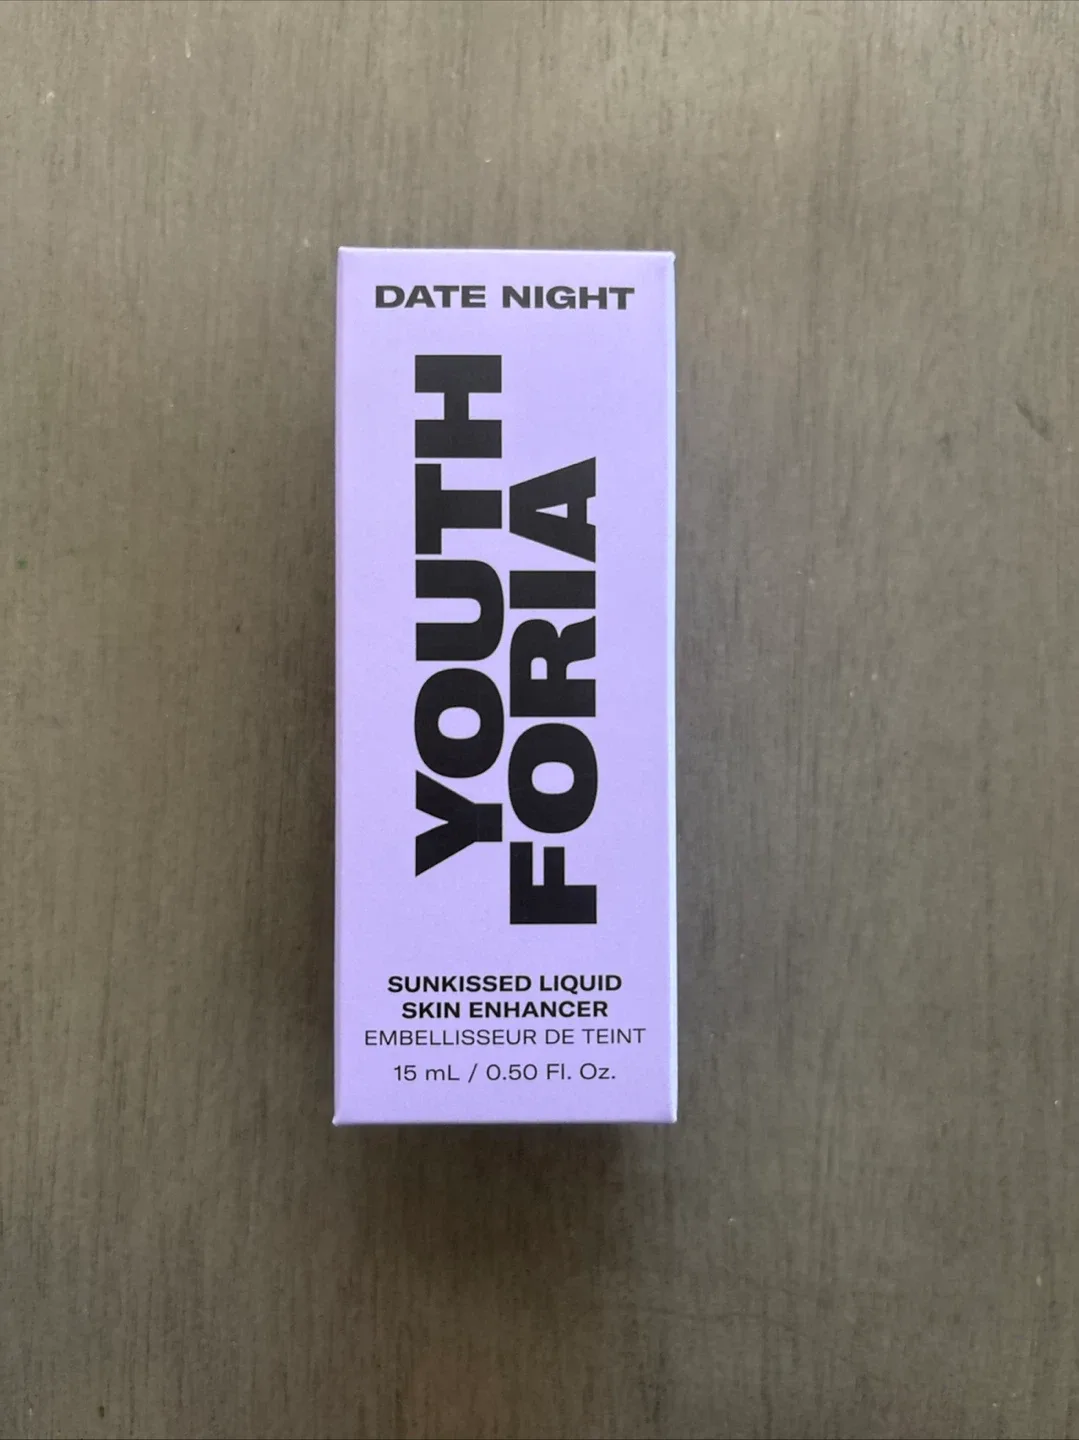 DATE NIGHT
YOUTH
FORIA
SUNKISSED LIQUID
SKIN ENHANCER
EMBELLISSEUR DE TEINT
15 mL / 0.50 Fl. Oz.